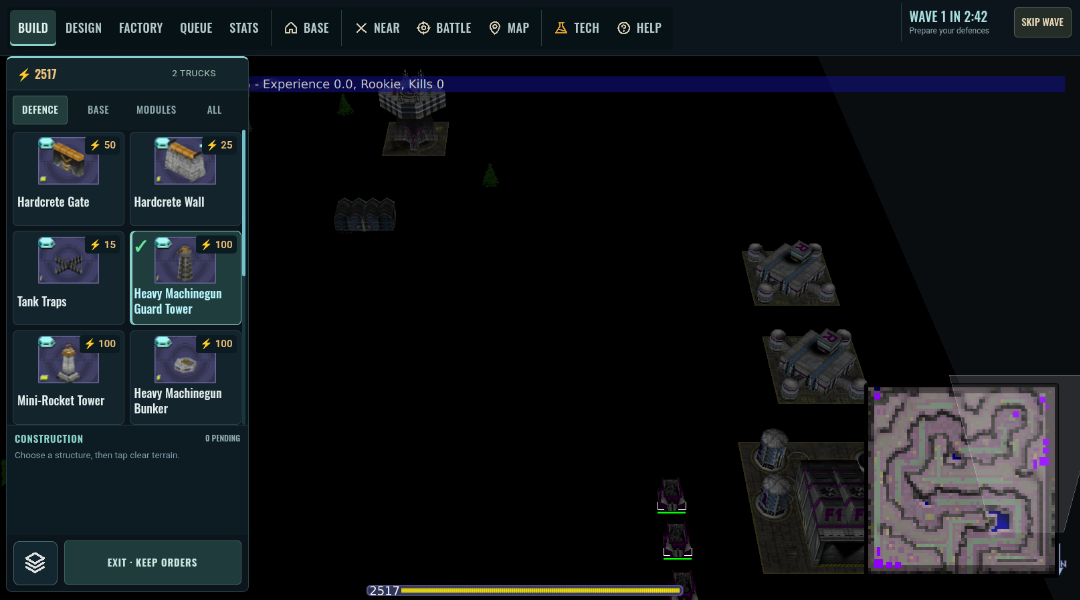 BUILD DESIGN FACTORY QUEUE STATS BASE NEAR BATTLE MAP TECH HELP
WAVE 1 IN 2:42
Prepare your defences
SKIP WAVE
2517
2 TRUCKS
- Experience 0.0, Rookie, Kills 0
DEFENCE BASE MODULES ALL
50
Hardcrete Gate
25
Hardcrete Wall
15
Tank Traps
100
Heavy Machinegun
Guard Tower
100
Mini-Rocket Tower
100
Heavy Machinegun
Bunker
CONSTRUCTION
0 PENDING
Choose a structure, then tap clear terrain.
EXIT · KEEP ORDERS
2517
R
R
F1
N